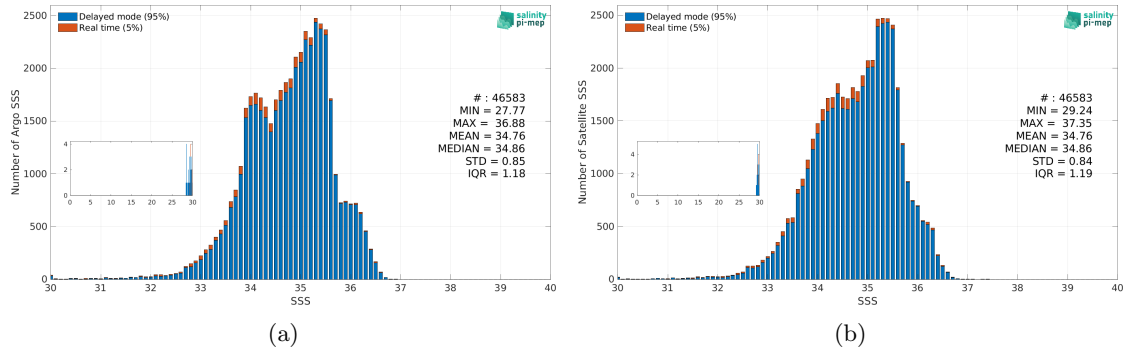 Delayed mode (95%)
Real time (5%)
salinity
pi-mep
Number of Argo SSS
2500
2000
1500
1000
500
0
# : 46583
MIN = 27.77
MAX = 36.88
MEAN = 34.76
MEDIAN = 34.86
STD = 0.85
IQR = 1.18
4
2
0
0 5 10 15 20 25 30
30 31 32 33 34 35 36 37 38 39 40
SSS
(a)
Delayed mode (95%)
Real time (5%)
salinity
pi-mep
Number of Satellite SSS
2500
2000
1500
1000
500
0
# : 46583
MIN = 29.24
MAX = 37.35
MEAN = 34.76
MEDIAN = 34.86
STD = 0.84
IQR = 1.19
4
2
0
0 5 10 15 20 25 30
30 31 32 33 34 35 36 37 38 39 40
SSS
(b)